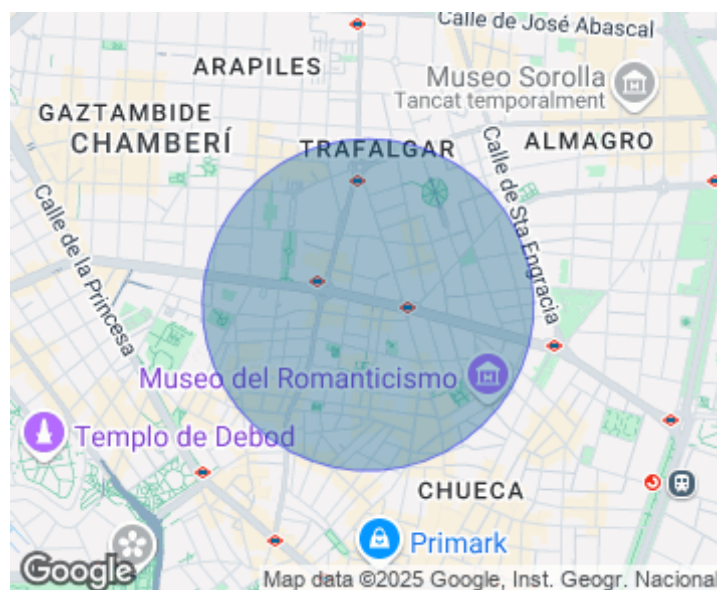 Calle de José Abascal
ARAPILES
Museo Sorolla
Tancat temporalment
GAZTAMBIDE
CHAMBERÍ
TRAFALGAR
ALMAGRO
Calle de Sta Engracia
Calle de la Princesa
Museo del Romanticismo
Templo de Debod
CHUECA
Primark
Google
Map data ©2025 Google, Inst. Geogr. Nacional